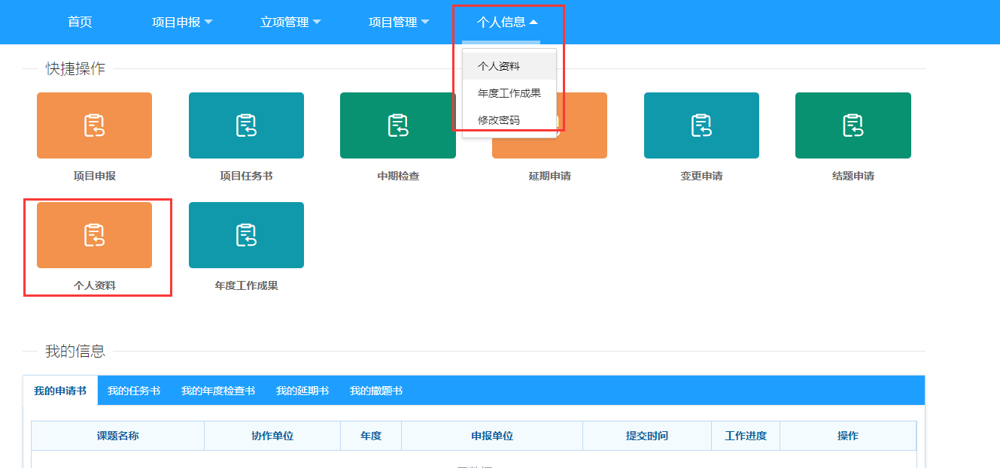 首页 项目申报 立项管理 项目管理 个人信息
个人资料
年度工作成果
修改密码
快捷操作
项目申报 项目任务书 中期检查 延期申请 变更申请 结题申请
个人资料 年度工作成果
我的信息
我的申请书 我的任务书 我的年度检查书 我的延期书 我的撤题书
课题名称 协作单位 年度 申报单位 提交时间 工作进度 操作